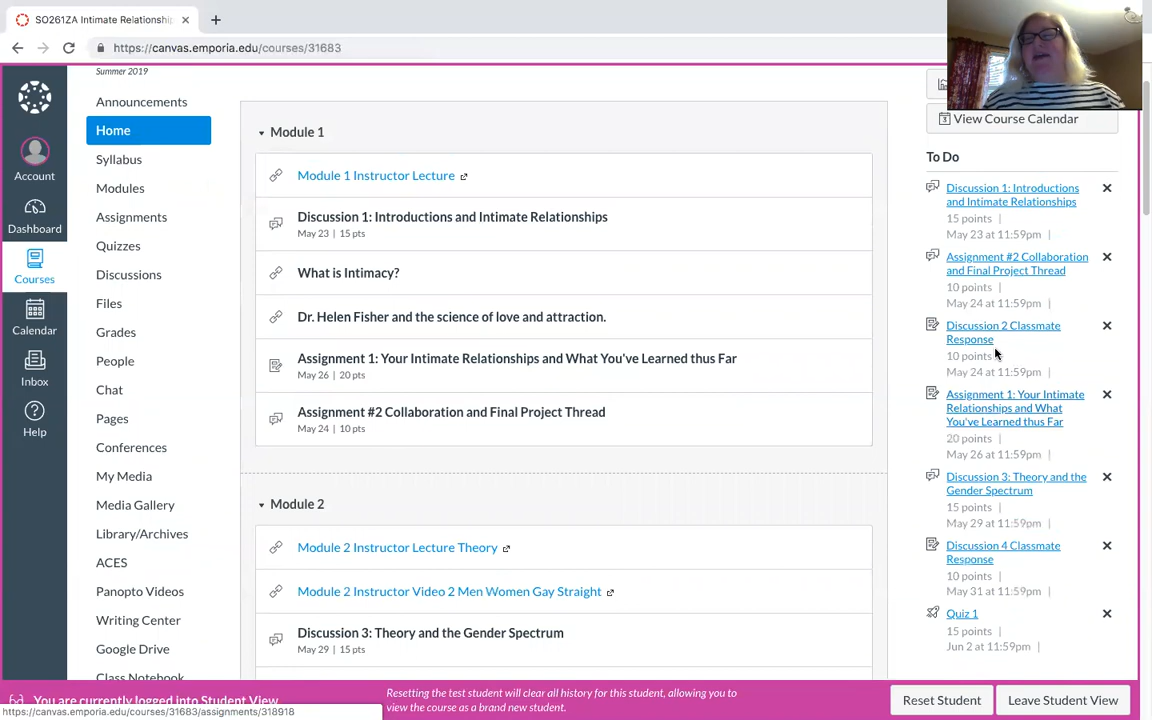 SO261ZA Intimate Relationship
https://canvas.emporia.edu/courses/31683
Summer 2019
Announcements
Home
Syllabus
Modules
Assignments
Quizzes
Discussions
Files
Grades
People
Chat
Pages
Conferences
My Media
Media Gallery
Library/Archives
ACES
Panopto Videos
Writing Center
Google Drive
Class Notebook
Account
Dashboard
Courses
Calendar
Inbox
Help
Module 1
Module 1 Instructor Lecture
Discussion 1: Introductions and Intimate Relationships
May 23 | 15 pts
What is Intimacy?
Dr. Helen Fisher and the science of love and attraction.
Assignment 1: Your Intimate Relationships and What You've Learned thus Far
May 26 | 20 pts
Assignment #2 Collaboration and Final Project Thread
May 24 | 10 pts
Module 2
Module 2 Instructor Lecture Theory
Module 2 Instructor Video 2 Men Women Gay Straight
Discussion 3: Theory and the Gender Spectrum
May 29 | 15 pts
View Course Calendar
To Do
Discussion 1: Introductions
and Intimate Relationships
15 points |
May 23 at 11:59pm |
Assignment #2 Collaboration
and Final Project Thread
10 points |
May 24 at 11:59pm |
Discussion 2 Classmate
Response
10 points
May 24 at 11:59pm |
Assignment 1: Your Intimate
Relationships and What
You've Learned thus Far
20 points |
May 26 at 11:59pm |
Discussion 3: Theory and the
Gender Spectrum
15 points |
May 29 at 11:59pm |
Discussion 4 Classmate
Response
10 points |
May 31 at 11:59pm |
Quiz 1
15 points |
Jun 2 at 11:59pm |
You are currently logged into Student View
Resetting the test student will clear all history for this student, allowing you to
view the course as a brand new student.
Reset Student
Leave Student View
https://canvas.emporia.edu/courses/31683/assignments/318918